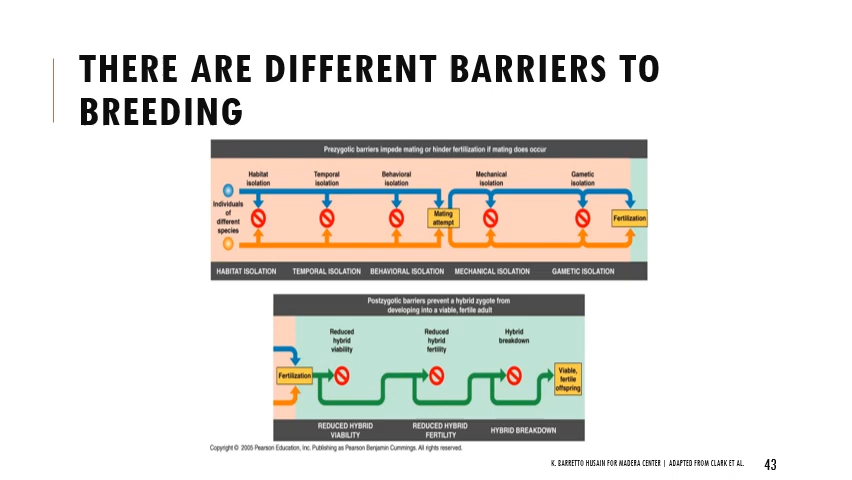 THERE ARE DIFFERENT BARRIERS TO
BREEDING
Prezygotic barriers impede mating or hinder fertilization if mating does occur
Habitat
isolation
Temporal
isolation
Behavioral
isolation
Mechanical
isolation
Gametic
isolation
Individuals
of
different
species
Mating
attempt
Fertilization
HABITAT ISOLATION
TEMPORAL ISOLATION
BEHAVIORAL ISOLATION
MECHANICAL ISOLATION
GAMETIC ISOLATION
Postzygotic barriers prevent a hybrid zygote from
developing into a viable, fertile adult
Reduced
hybrid
viability
Reduced
hybrid
fertility
Hybrid
breakdown
Fertilization
Viable,
fertile
offspring
REDUCED HYBRID
VIABILITY
REDUCED HYBRID
FERTILITY
HYBRID BREAKDOWN
Copyright © 2005 Pearson Education, Inc. Publishing as Pearson Benjamin Cummings. All rights reserved.
K. BARRETTO HUSAIN FOR MADERA CENTER | ADAPTED FROM CLARK ET AL.
43